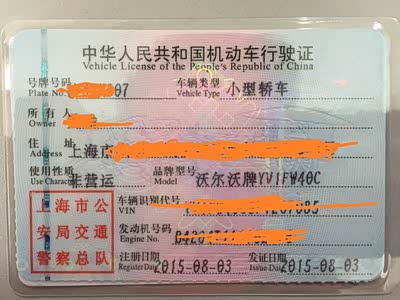 中华人民共和国机动车行驶证
Vehicle License of the People's Republic of China
号牌号码 07 车辆类型 小型轿车
Plate No. Vehicle Type
所有人
Owner
住址 上海市
Address
使用性质 非营运 品牌型号 沃尔沃牌YV1FW40C
Use Character Model
上海市公 车辆识别代号
VIN
安局交通 发动机号码
Engine No.
警察总队 注册日期 2015-08-03 发证日期 2015-08-03
Register Date Issue Date